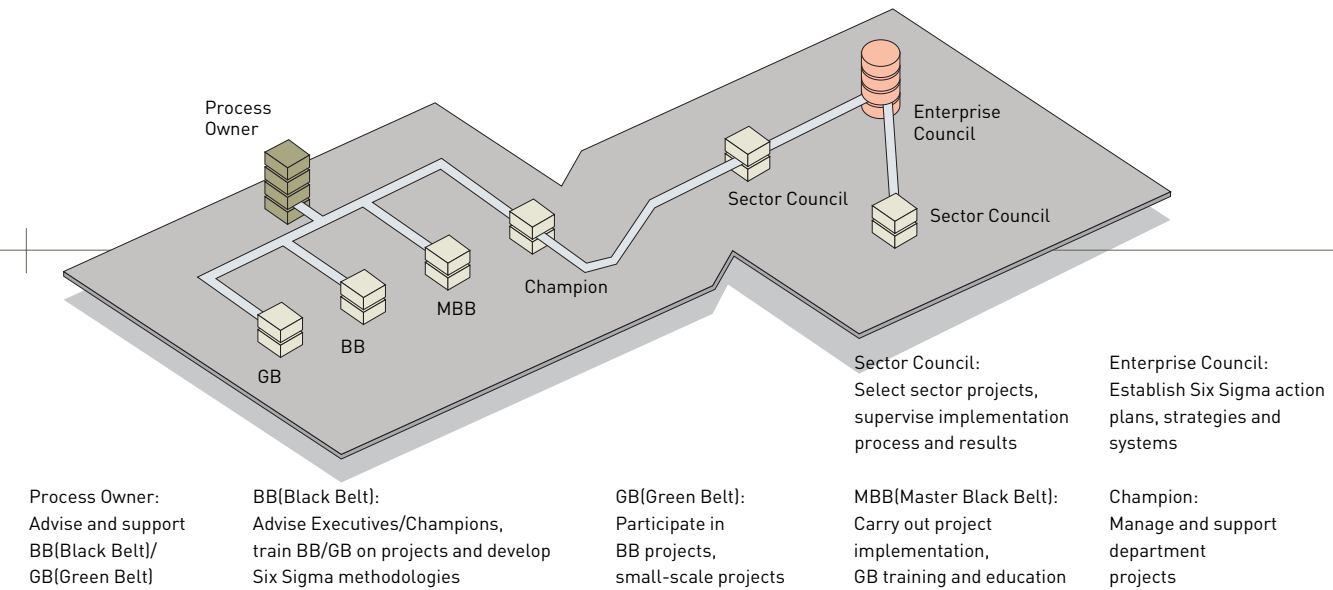 Process
Owner
Enterprise
Council
Sector Council
Sector Council
Champion
MBB
BB
GB
Sector Council:
Select sector projects,
supervise implementation
process and results
Enterprise Council:
Establish Six Sigma action
plans, strategies and
systems
Process Owner:
Advise and support
BB(Black Belt)/
GB(Green Belt)
BB(Black Belt):
Advise Executives/Champions,
train BB/GB on projects and develop
Six Sigma methodologies
GB(Green Belt):
Participate in
BB projects,
small-scale projects
MBB(Master Black Belt):
Carry out project
implementation,
GB training and education
Champion:
Manage and support
department
projects